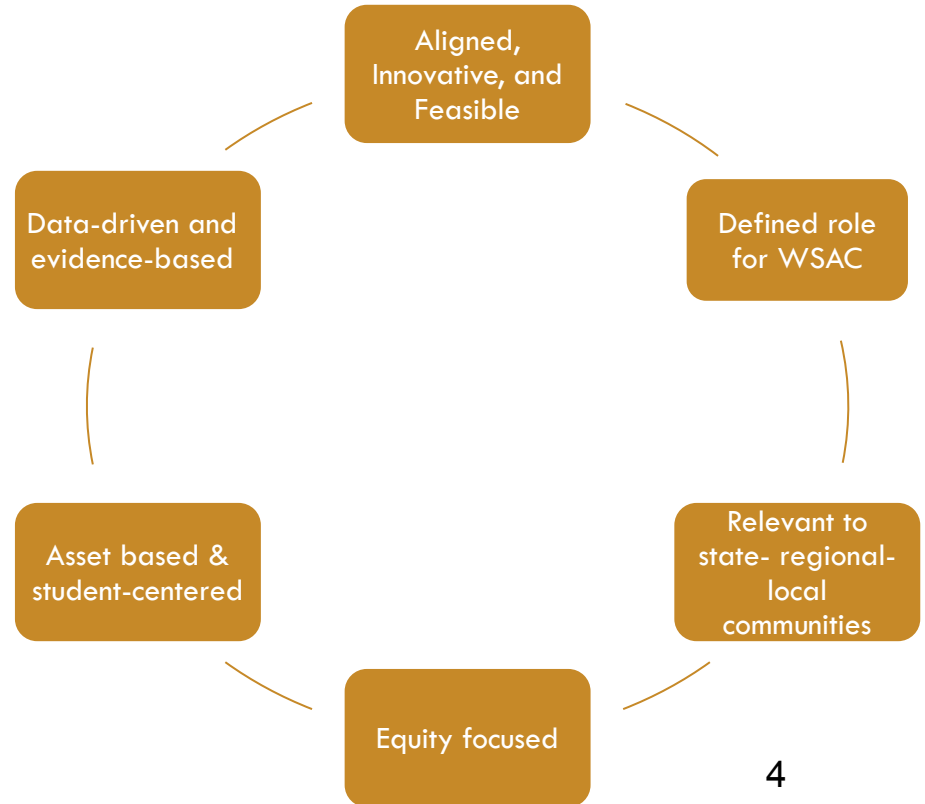 Aligned,
Innovative, and
Feasible
Data-driven and
evidence-based
Defined role
for WSAC
Asset based &
student-centered
Relevant to
state- regional-
local
communities
Equity focused
4